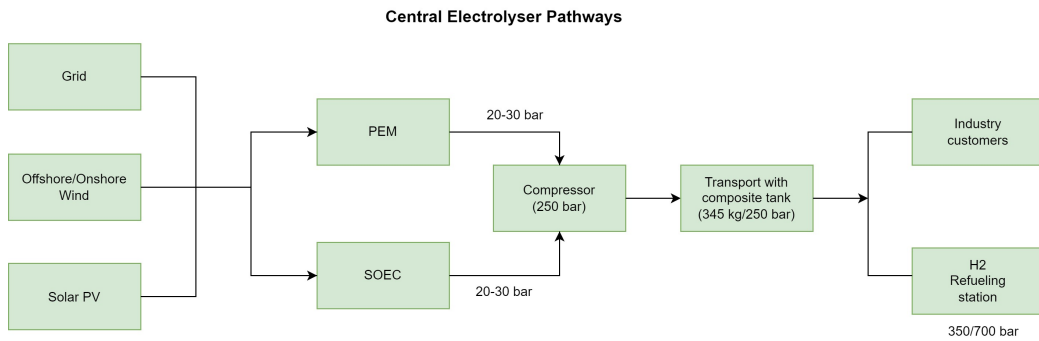 Central Electrolyser Pathways
Grid
Offshore/Onshore
Wind
Solar PV
PEM
SOEC
20-30 bar
20-30 bar
Compressor
(250 bar)
Transport with
composite tank
(345 kg/250 bar)
Industry
customers
H2
Refueling
station
350/700 bar